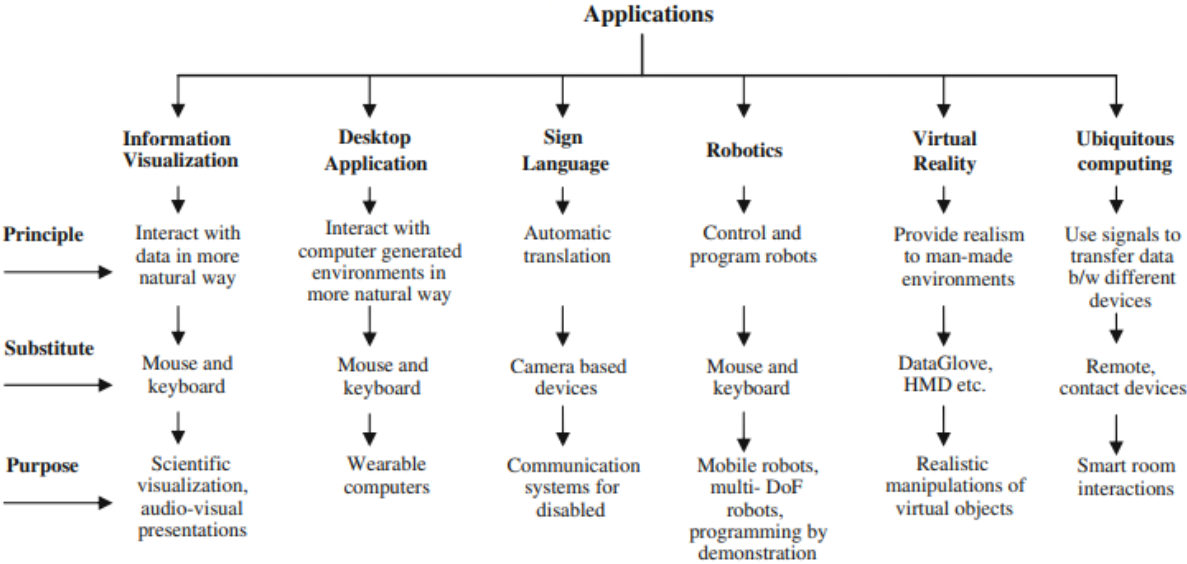 Applications
Information
Visualization
Desktop
Application
Sign
Language
Robotics
Virtual
Reality
Ubiquitous
computing
Principle
Interact with
data in more
natural way
Interact with
computer generated
environments in
more natural way
Automatic
translation
Control and
program robots
Provide realism
to man-made
environments
Use signals to
transfer data
b/w different
devices
Substitute
Mouse and
keyboard
Mouse and
keyboard
Camera based
devices
Mouse and
keyboard
DataGlove,
HMD etc.
Remote,
contact devices
Purpose
Scientific
visualization,
audio-visual
presentations
Wearable
computers
Communication
systems for
disabled
Mobile robots,
multi- DoF
robots,
programming by
demonstration
Realistic
manipulations of
virtual objects
Smart room
interactions